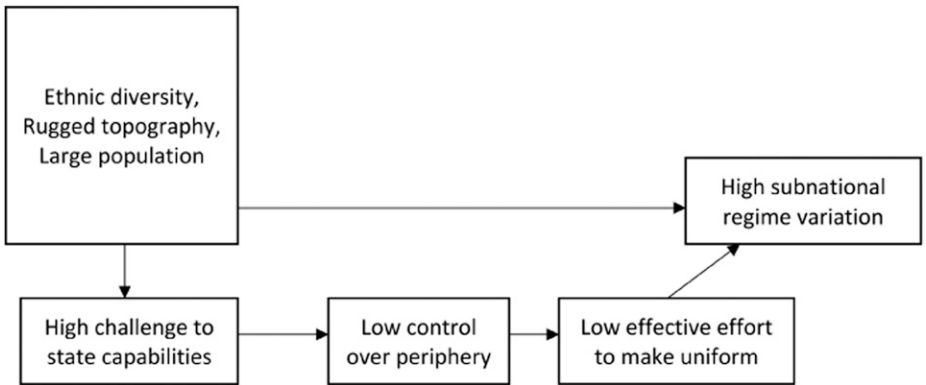 Ethnic diversity,
Rugged topography,
Large population
High subnational
regime variation
High challenge to
state capabilities
Low control
over periphery
Low effective effort
to make uniform